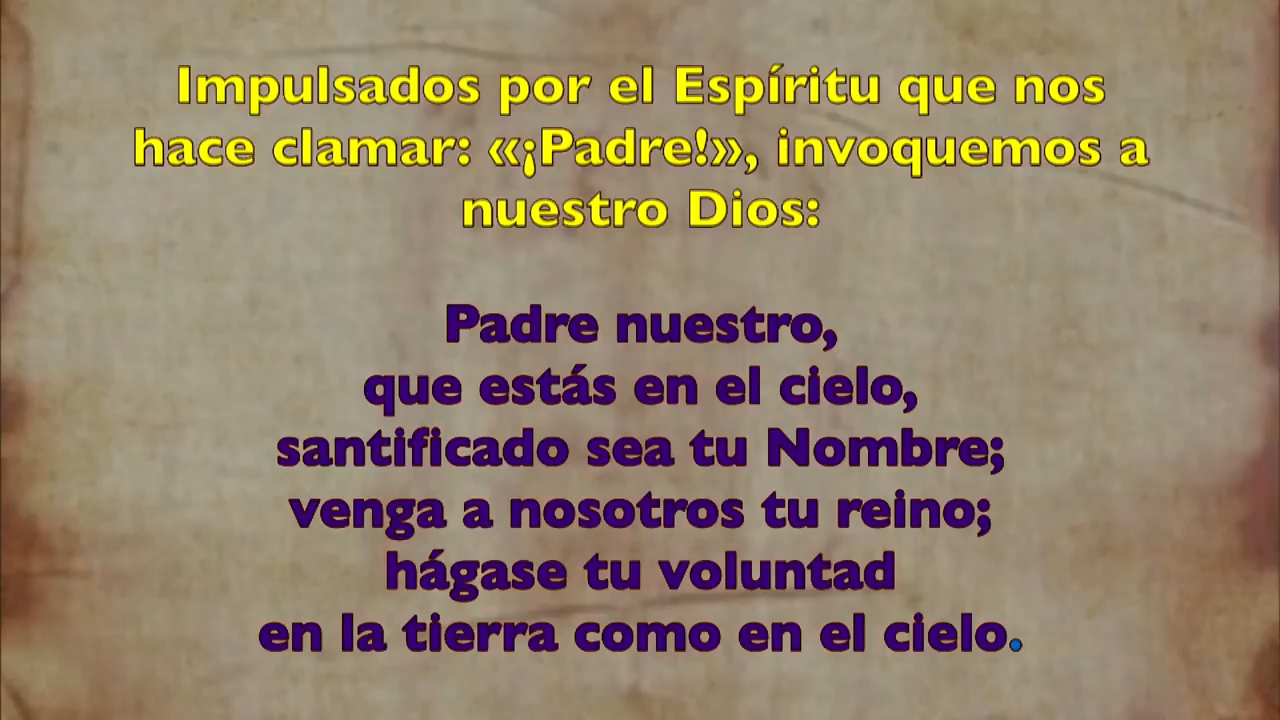 Impulsados por el Espíritu que nos
hace clamar: «¡Padre!», invoquemos a
nuestro Dios:
Padre nuestro,
que estás en el cielo,
santificado sea tu Nombre;
venga a nosotros tu reino;
hágase tu voluntad
en la tierra como en el cielo.